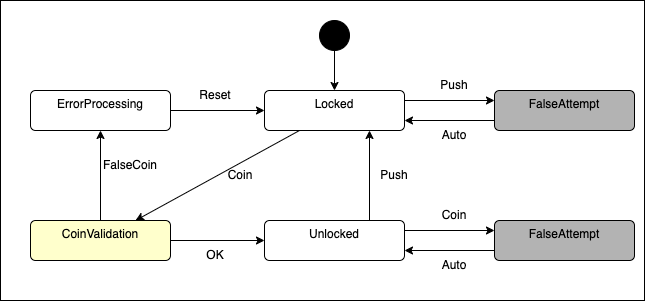 Push
Reset
ErrorProcessing
Locked
FalseAttempt
Auto
FalseCoin
Coin
Push
Coin
CoinValidation
Unlocked
FalseAttempt
OK
Auto